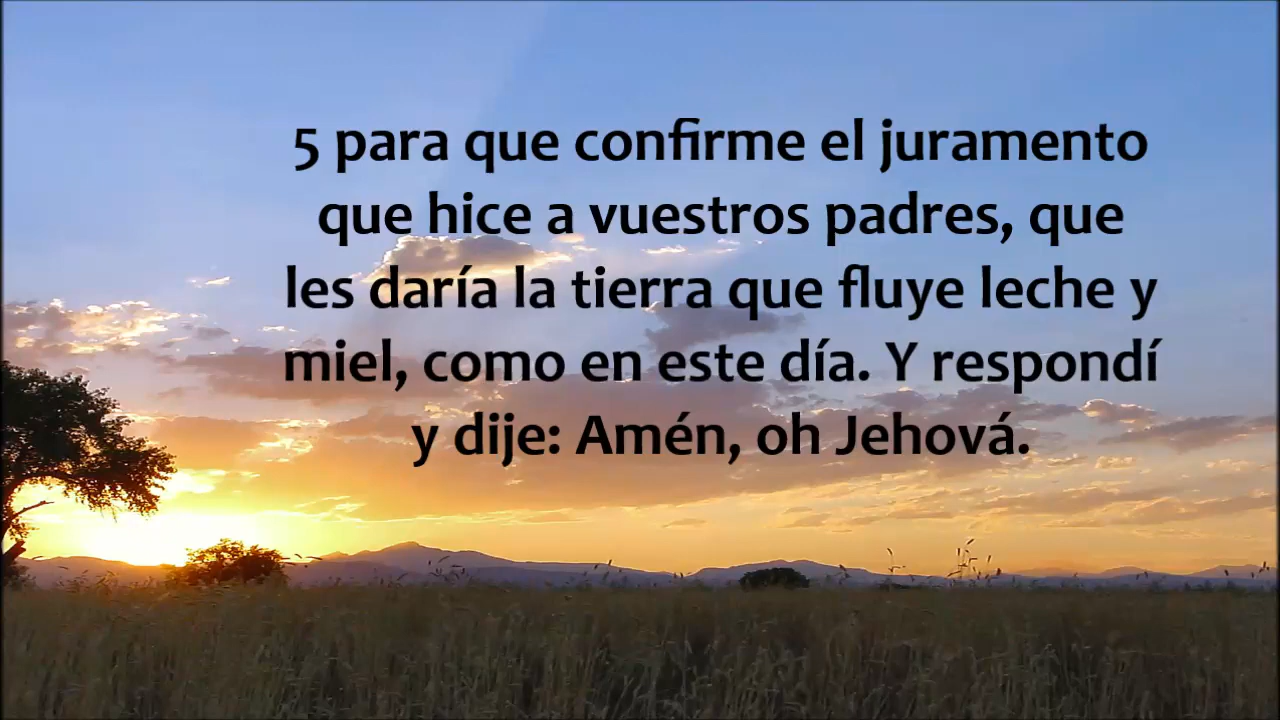 5 para que confirme el juramento
que hice a vuestros padres, que
les daría la tierra que fluye leche y
miel, como en este día. Y respondí
y dije: Amén, oh Jehová.